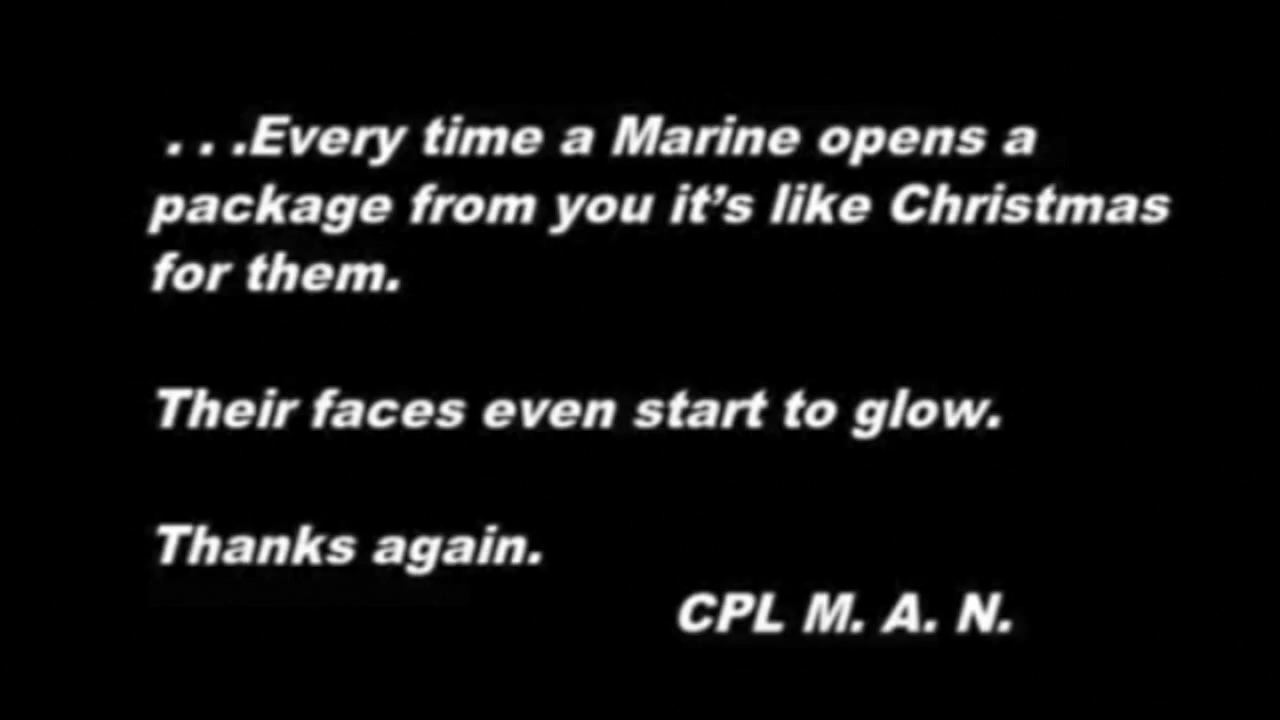 . . .Every time a Marine opens a
package from you it’s like Christmas
for them.
Their faces even start to glow.
Thanks again.
CPL M. A. N.